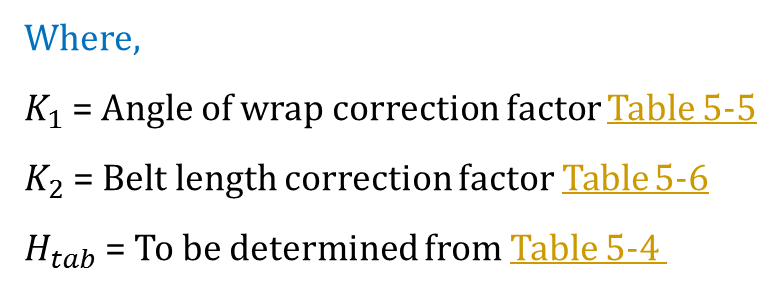 Where,
K₁ = Angle of wrap correction factor Table 5-5
K₂ = Belt length correction factor Table 5-6
H_tab = To be determined from Table 5-4